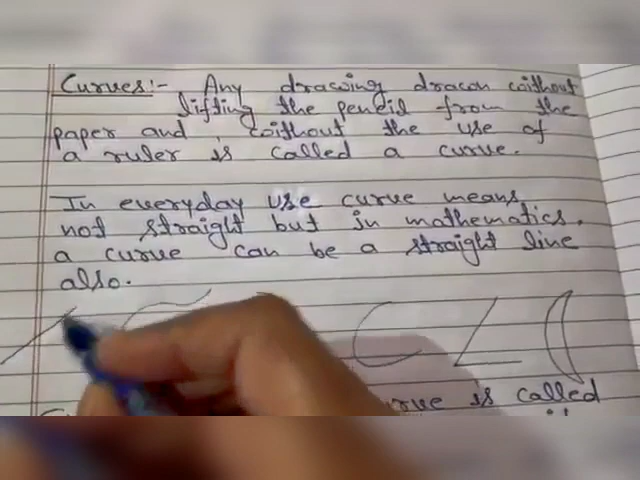 Curves:- Any drawing drawn without
lifting the pencil from the
paper and, without the use of
a ruler is called a curve.
In everyday use curve means
not straight but in mathematics,
a curve can be a straight line
also.
curve is called